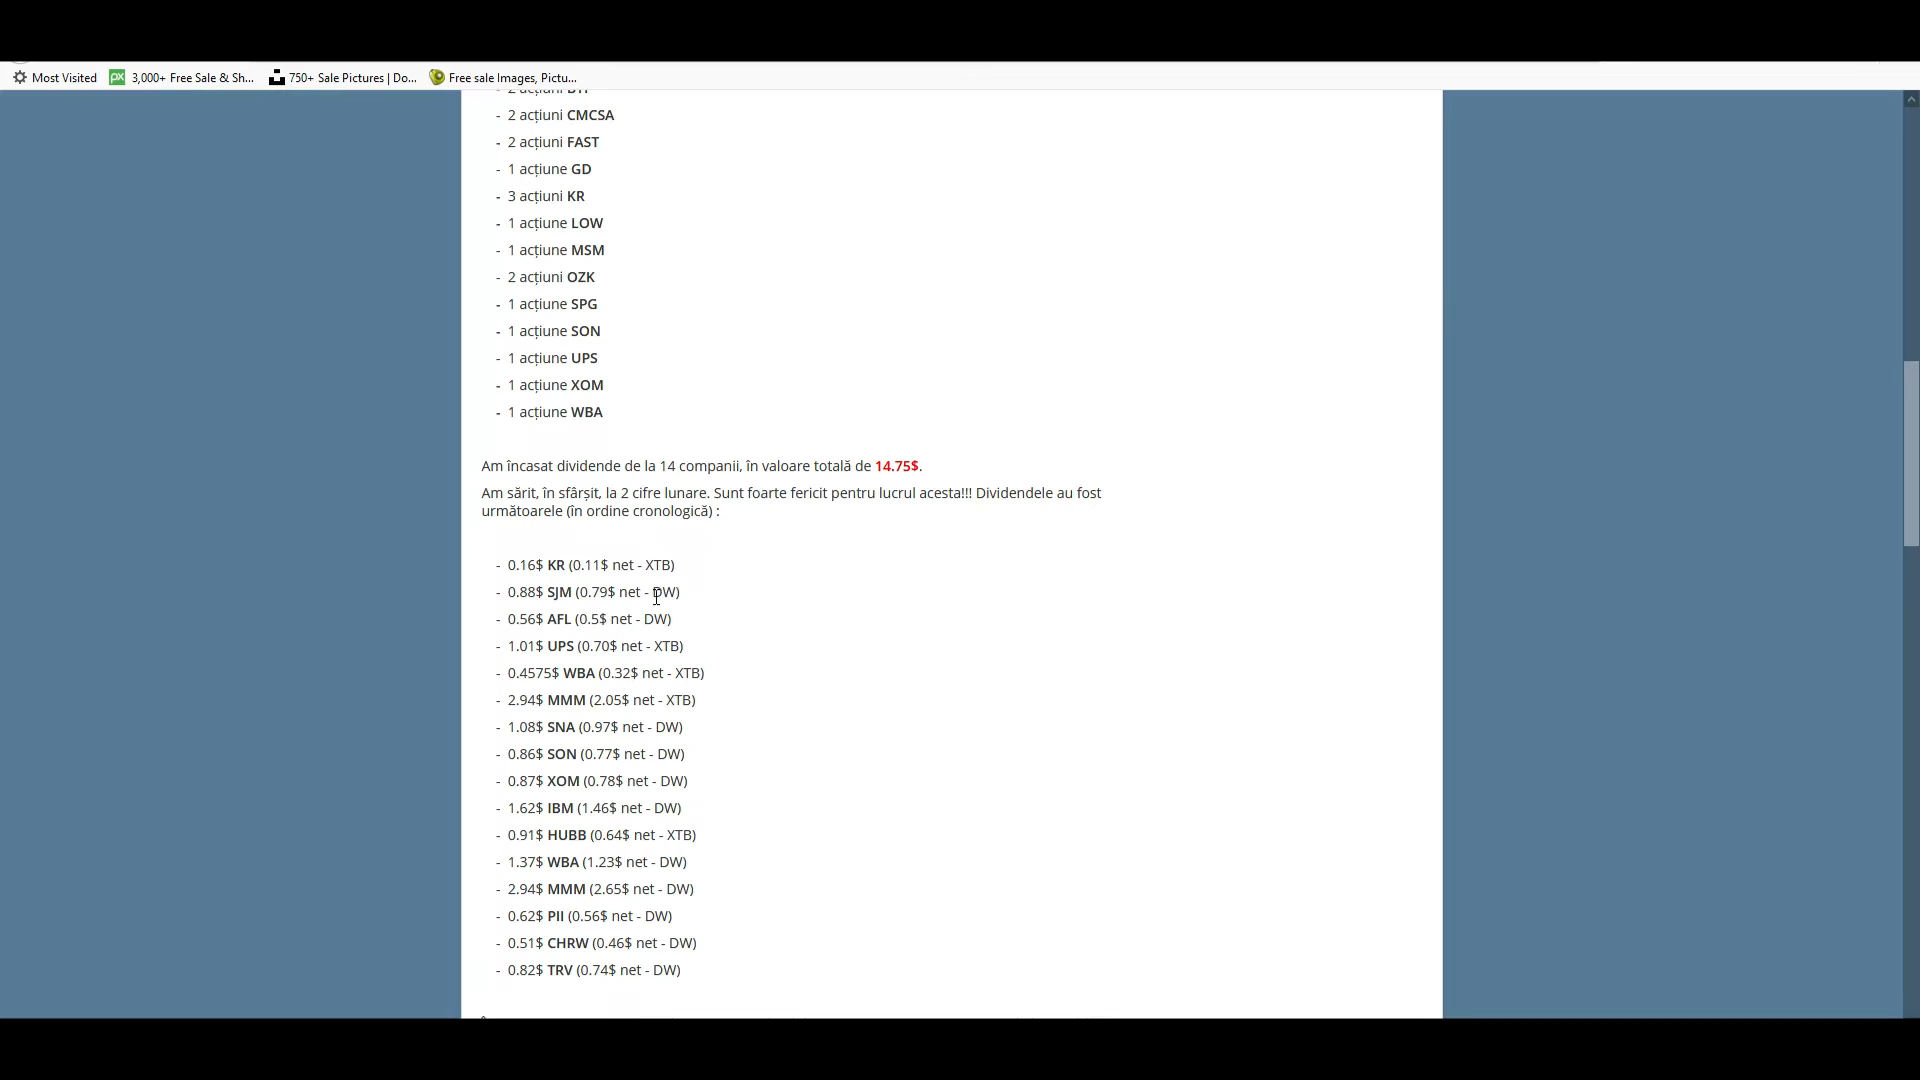 Most Visited
3,000+ Free Sale & Sh...
750+ Sale Pictures | Do...
Free sale Images, Pictu...
- 2 acțiuni
- 2 acțiuni CMCSA
- 2 acțiuni FAST
- 1 acțiune GD
- 3 acțiuni KR
- 1 acțiune LOW
- 1 acțiune MSM
- 2 acțiuni OZK
- 1 acțiune SPG
- 1 acțiune SON
- 1 acțiune UPS
- 1 acțiune XOM
- 1 acțiune WBA
Am încasat dividende de la 14 companii, în valoare totală de 14.75$.
Am sărit, în sfârșit, la 2 cifre lunare. Sunt foarte fericit pentru lucrul acesta!!! Dividendele au fost
următoarele (în ordine cronologică) :
- 0.16$ KR (0.11$ net - XTB)
- 0.88$ SJM (0.79$ net - DW)
- 0.56$ AFL (0.5$ net - DW)
- 1.01$ UPS (0.70$ net - XTB)
- 0.4575$ WBA (0.32$ net - XTB)
- 2.94$ MMM (2.05$ net - XTB)
- 1.08$ SNA (0.97$ net - DW)
- 0.86$ SON (0.77$ net - DW)
- 0.87$ XOM (0.78$ net - DW)
- 1.62$ IBM (1.46$ net - DW)
- 0.91$ HUBB (0.64$ net - XTB)
- 1.37$ WBA (1.23$ net - DW)
- 2.94$ MMM (2.65$ net - DW)
- 0.62$ PII (0.56$ net - DW)
- 0.51$ CHRW (0.46$ net - DW)
- 0.82$ TRV (0.74$ net - DW)